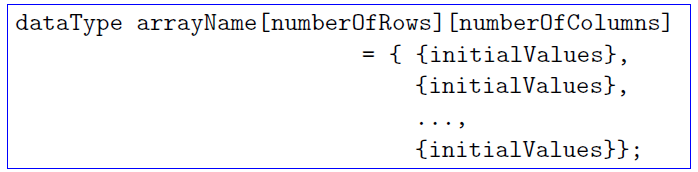 dataType arrayName[numberOfRows][numberOfColumns]
= { {initialValues},
{initialValues},
...,
{initialValues}};